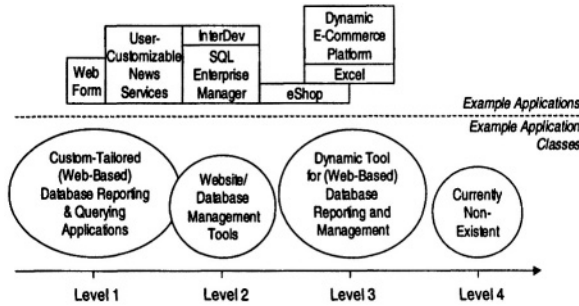 Web
Form
User-
Customizable
News
Services
InterDev
SQL
Enterprise
Manager
eShop
Dynamic
E-Commerce
Platform
Excel
Example Applications
Example Application
Classes
Custom-Tailored
(Web-Based)
Database Reporting
& Querying
Applications
Website/
Database
Management
Tools
Dynamic Tool
for (Web-Based)
Database
Reporting and
Management
Currently
Non-
Existent
Level 1
Level 2
Level 3
Level 4